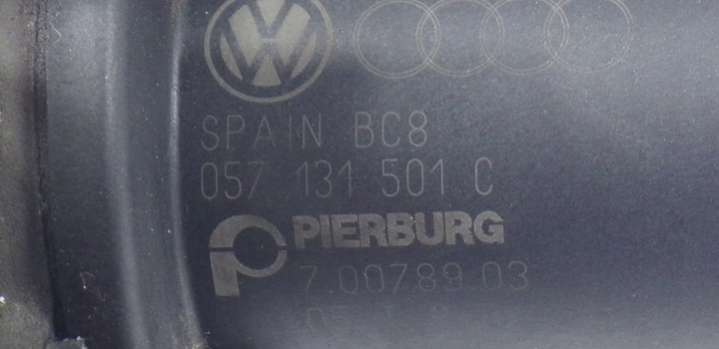 SPAIN BC8
057 131 501 C
PIERBURG
7.00789.03